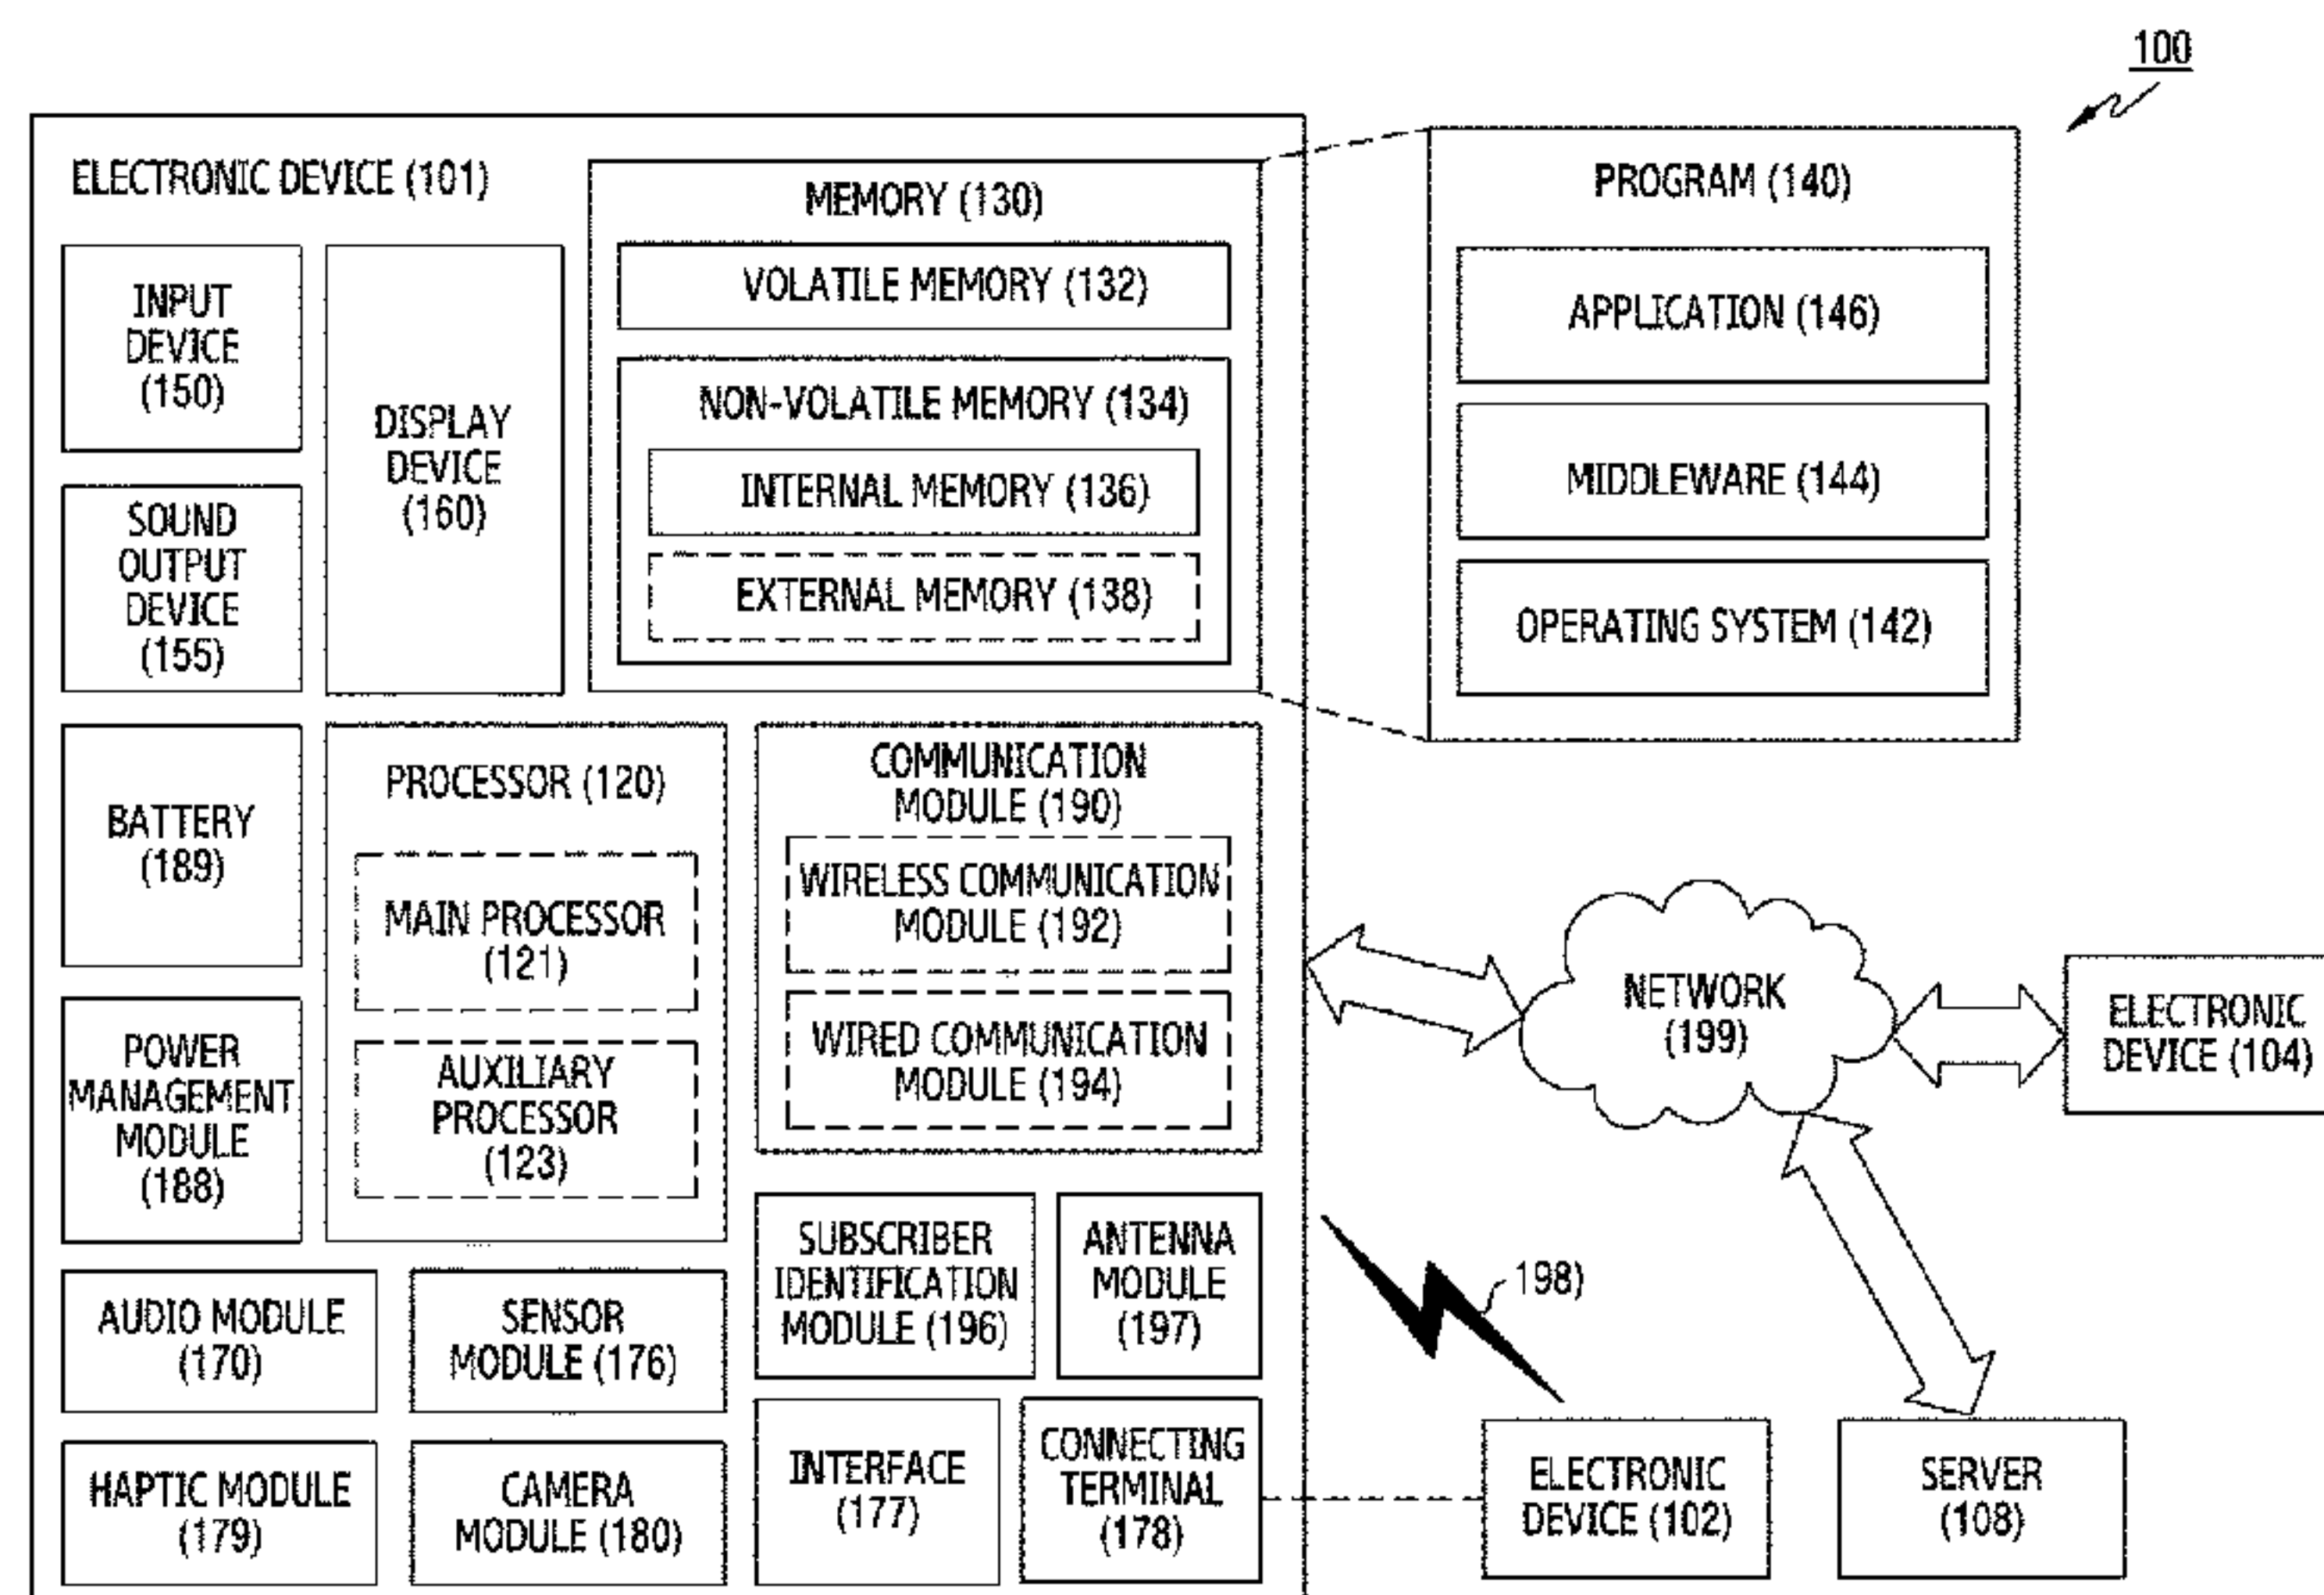 100
ELECTRONIC DEVICE (101)
INPUT
DEVICE
(150)
SOUND
OUTPUT
DEVICE
(155)
DISPLAY
DEVICE
(160)
MEMORY (130)
VOLATILE MEMORY (132)
NON-VOLATILE MEMORY (134)
INTERNAL MEMORY (136)
EXTERNAL MEMORY (138)
PROGRAM (140)
APPLICATION (146)
MIDDLEWARE (144)
OPERATING SYSTEM (142)
BATTERY
(189)
POWER
MANAGEMENT
MODULE
(188)
PROCESSOR (120)
MAIN PROCESSOR
(121)
AUXILIARY
PROCESSOR
(123)
COMMUNICATION
MODULE (190)
WIRELESS COMMUNICATION
MODULE (192)
WIRED COMMUNICATION
MODULE (194)
NETWORK
(199)
ELECTRONIC
DEVICE (104)
SUBSCRIBER
IDENTIFICATION
MODULE (196)
ANTENNA
MODULE
(197)
198)
AUDIO MODULE
(170)
SENSOR
MODULE (176)
HAPTIC MODULE
(179)
CAMERA
MODULE (180)
INTERFACE
(177)
CONNECTING
TERMINAL
(178)
ELECTRONIC
DEVICE (102)
SERVER
(108)